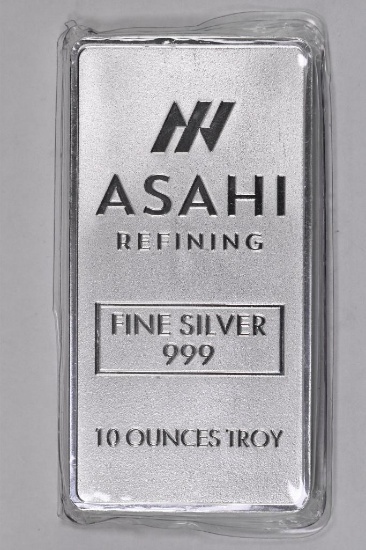 ASAHI
REFINING
FINE SILVER
999
10 OUNCES TROY